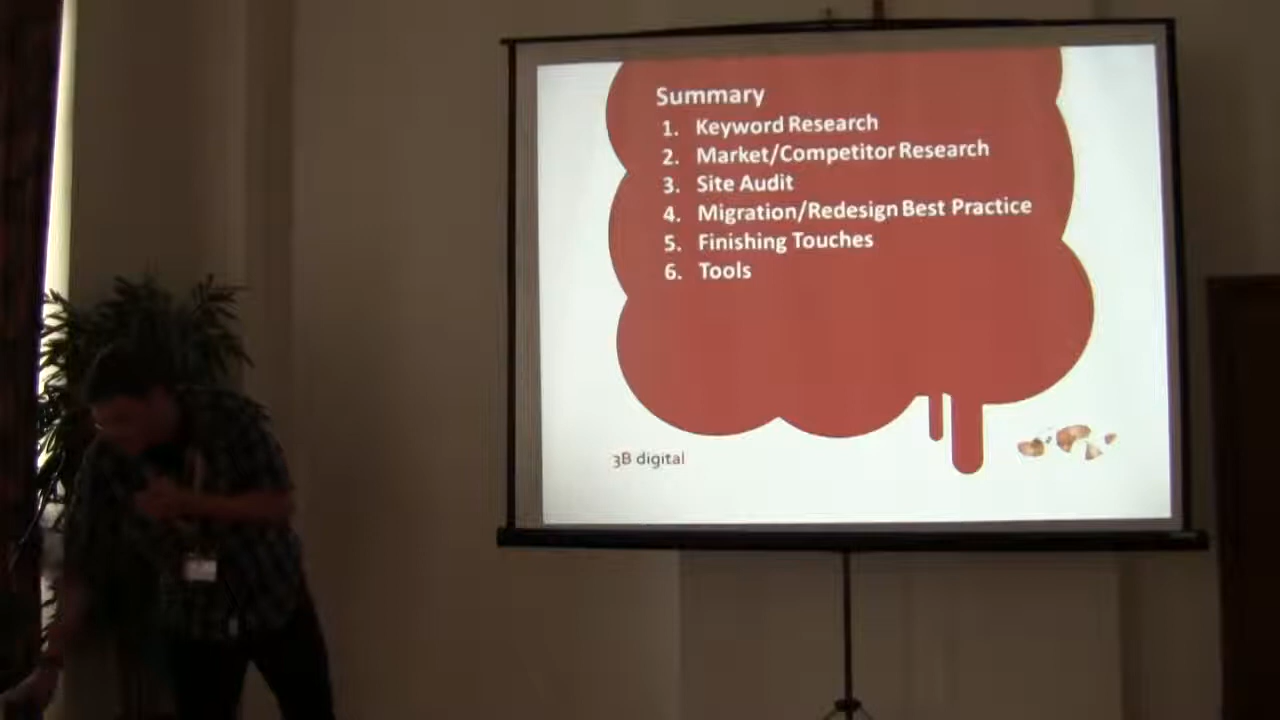 Summary
1. Keyword Research
2. Market/Competitor Research
3. Site Audit
4. Migration/Redesign Best Practice
5. Finishing Touches
6. Tools
3B digital